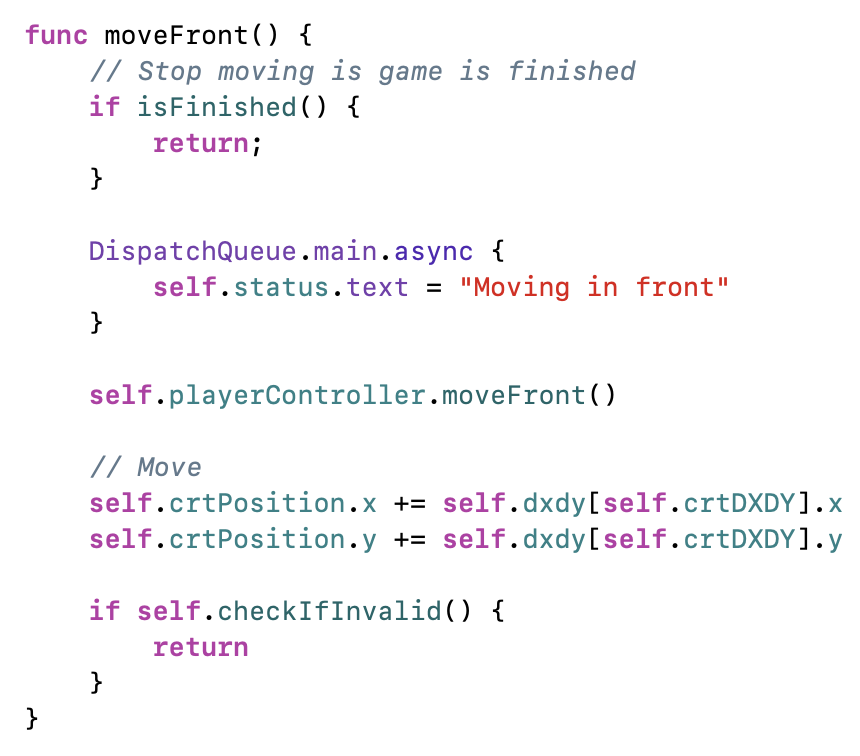 func moveFront() {
    // Stop moving is game is finished
    if isFinished() {
        return;
    }

    DispatchQueue.main.async {
        self.status.text = "Moving in front"
    }

    self.playerController.moveFront()

    // Move
    self.crtPosition.x += self.dxdy[self.crtDXDY].x
    self.crtPosition.y += self.dxdy[self.crtDXDY].y

    if self.checkIfInvalid() {
        return
    }
}